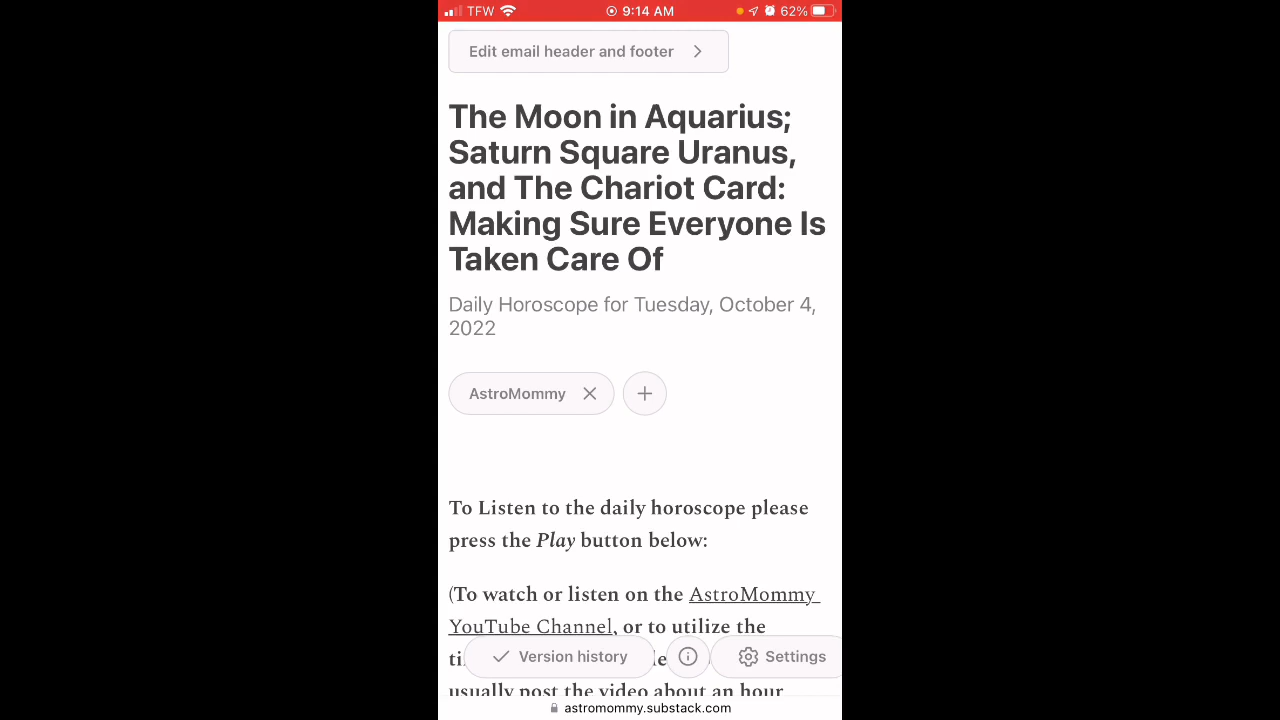 TFW 9:14 AM 62%
Edit email header and footer
The Moon in Aquarius;
Saturn Square Uranus,
and The Chariot Card:
Making Sure Everyone Is
Taken Care Of
Daily Horoscope for Tuesday, October 4,
2022
AstroMommy
To Listen to the daily horoscope please
press the Play button below:
(To watch or listen on the AstroMommy
YouTube Channel, or to utilize the
Version history Settings
usually post the video about an hour
astromommy.substack.com